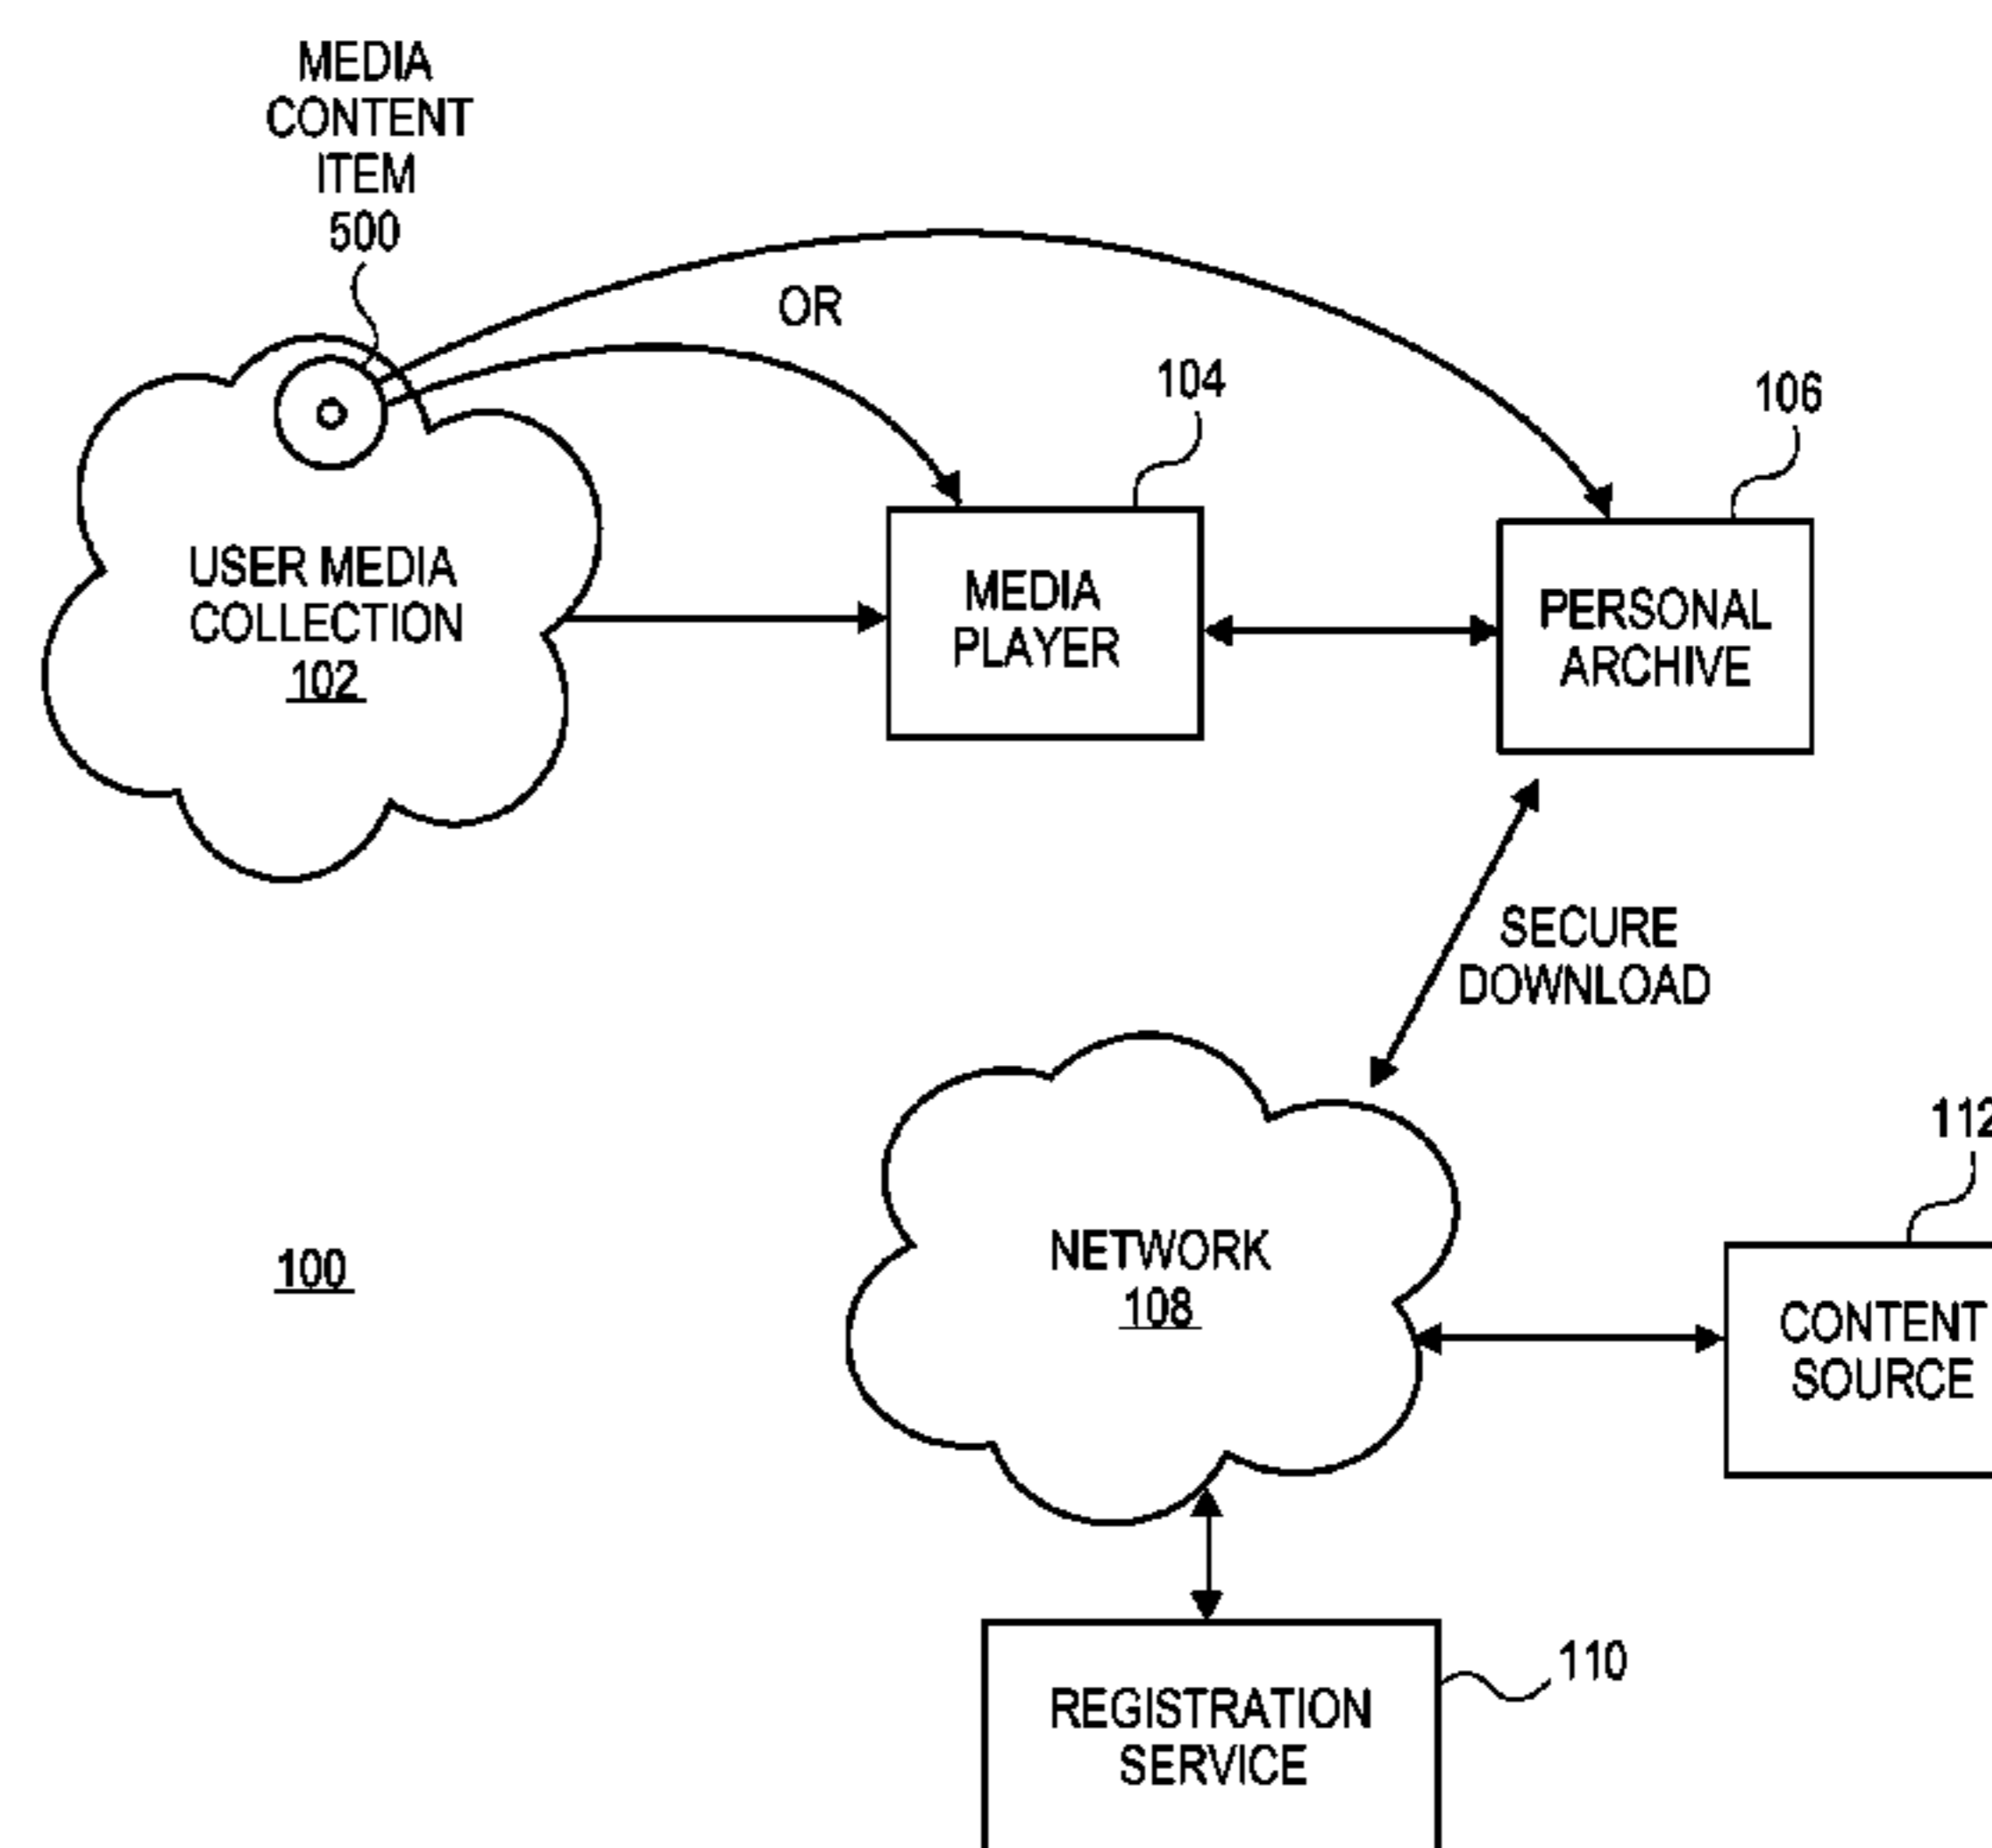 MEDIA
CONTENT
ITEM
500
OR
104
106
USER MEDIA
COLLECTION
102
MEDIA
PLAYER
PERSONAL
ARCHIVE
SECURE
DOWNLOAD
112
NETWORK
108
100
CONTENT
SOURCE
110
REGISTRATION
SERVICE